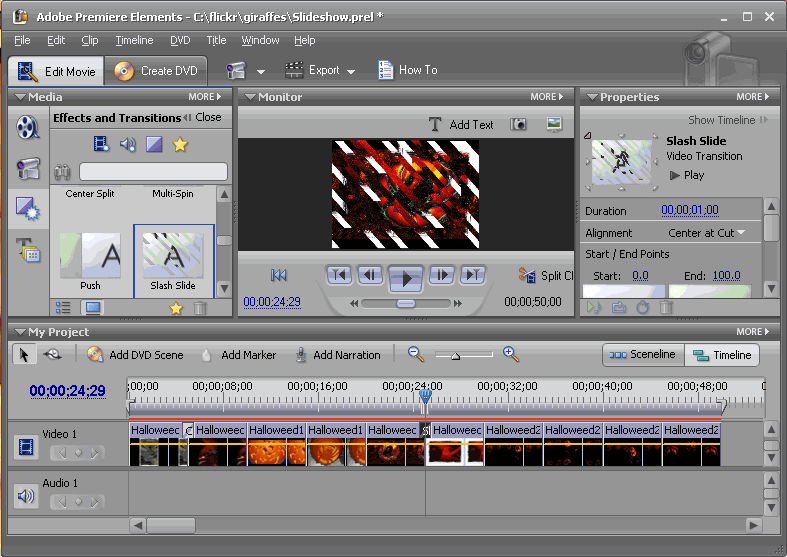 Adobe Premiere Elements - C:\flickr\giraffes\Slideshow.prel *
File Edit Clip Timeline DVD Title Window Help
Edit Movie Create DVD Export How To
Media MORE
Effects and Transitions Close
Center Split Multi-Spin
Push Slash Slide
Monitor MORE
Add Text
Split Cl
00;00;24;29 00;00;50;00
Properties MORE
Show Timeline
Slash Slide
Video Transition
Play
Duration 00;00;01;00
Alignment Center at Cut
Start / End Points
Start: 0.0 End: 100.0
My Project MORE
Add DVD Scene Add Marker Add Narration Sceneline Timeline
00;00;24;29
;00;00 00;00;08;00 00;00;16;00 00;00;24;00 00;00;32;00 00;00;40;00 00;00;48;00
Video 1 Halloweec Halloweec Halloweed1 Halloweed1 Halloweec Halloweec Halloweed2 Halloweed2 Halloweed2 Halloweed2
Audio 1